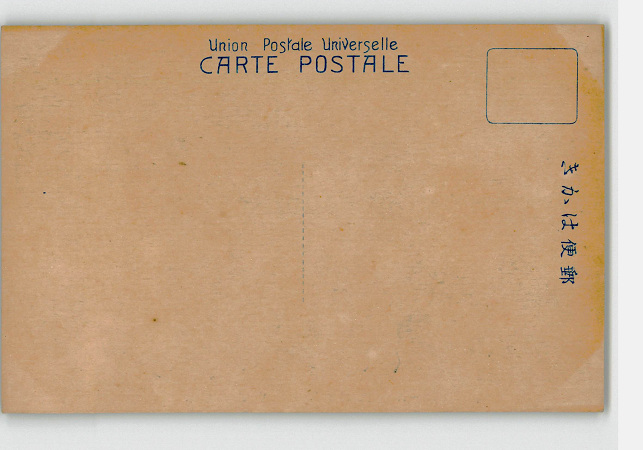 Union Postale Universelle
CARTE POSTALE
きかは便郵